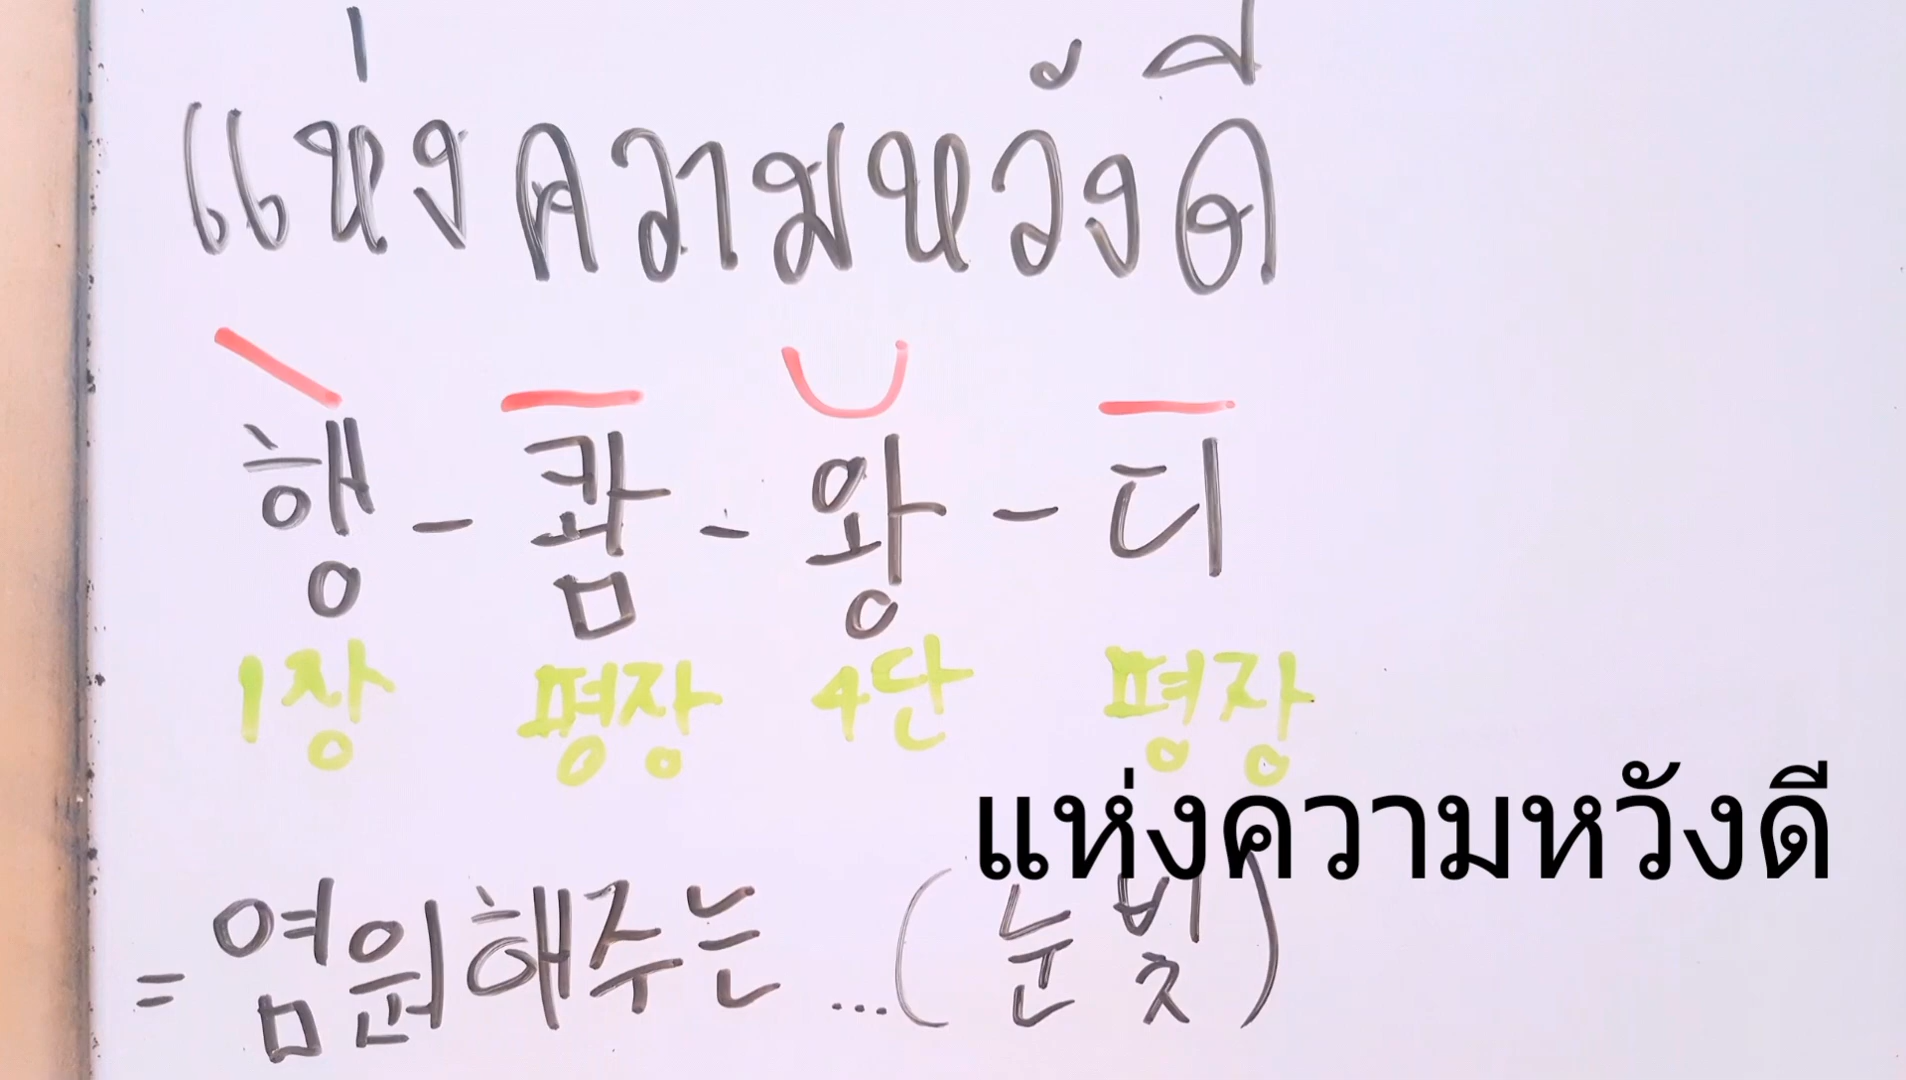 แห่งความหวังดี
행 - 쾀 - 왕 - 디
1장 평장 4단 평장
แห่งความหวังดี
= 염원해주는 ... (눈빛)